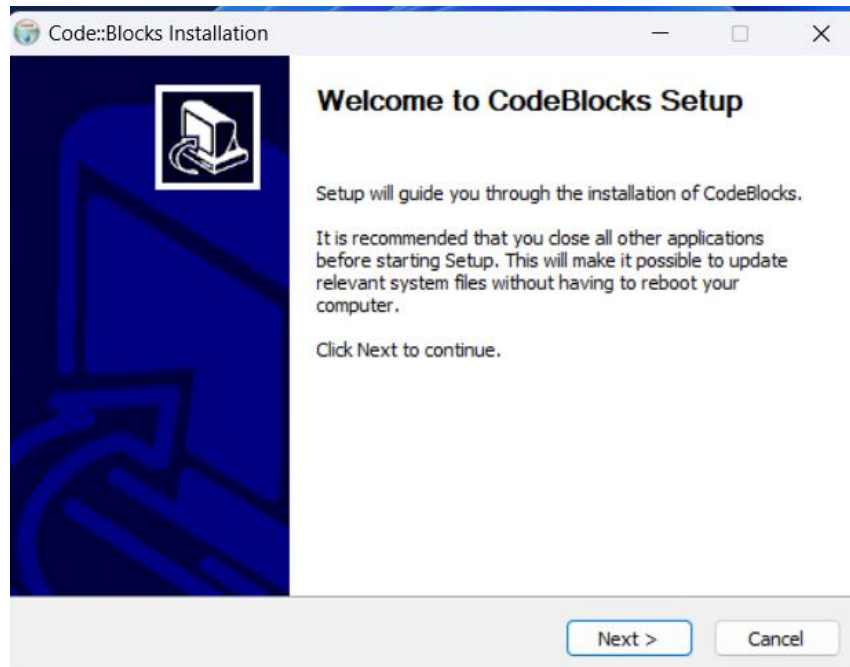 Code::Blocks Installation
Welcome to CodeBlocks Setup
Setup will guide you through the installation of CodeBlocks.
It is recommended that you close all other applications
before starting Setup. This will make it possible to update
relevant system files without having to reboot your
computer.
Click Next to continue.
Next >
Cancel